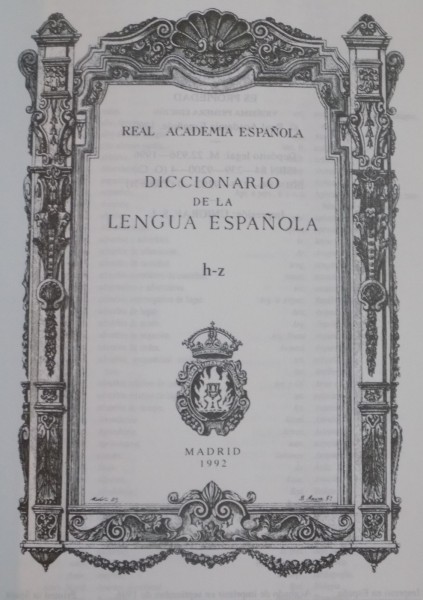 REAL ACADEMIA ESPAÑOLA
DICCIONARIO
DE LA
LENGUA ESPAÑOLA
h-z
MADRID
1992